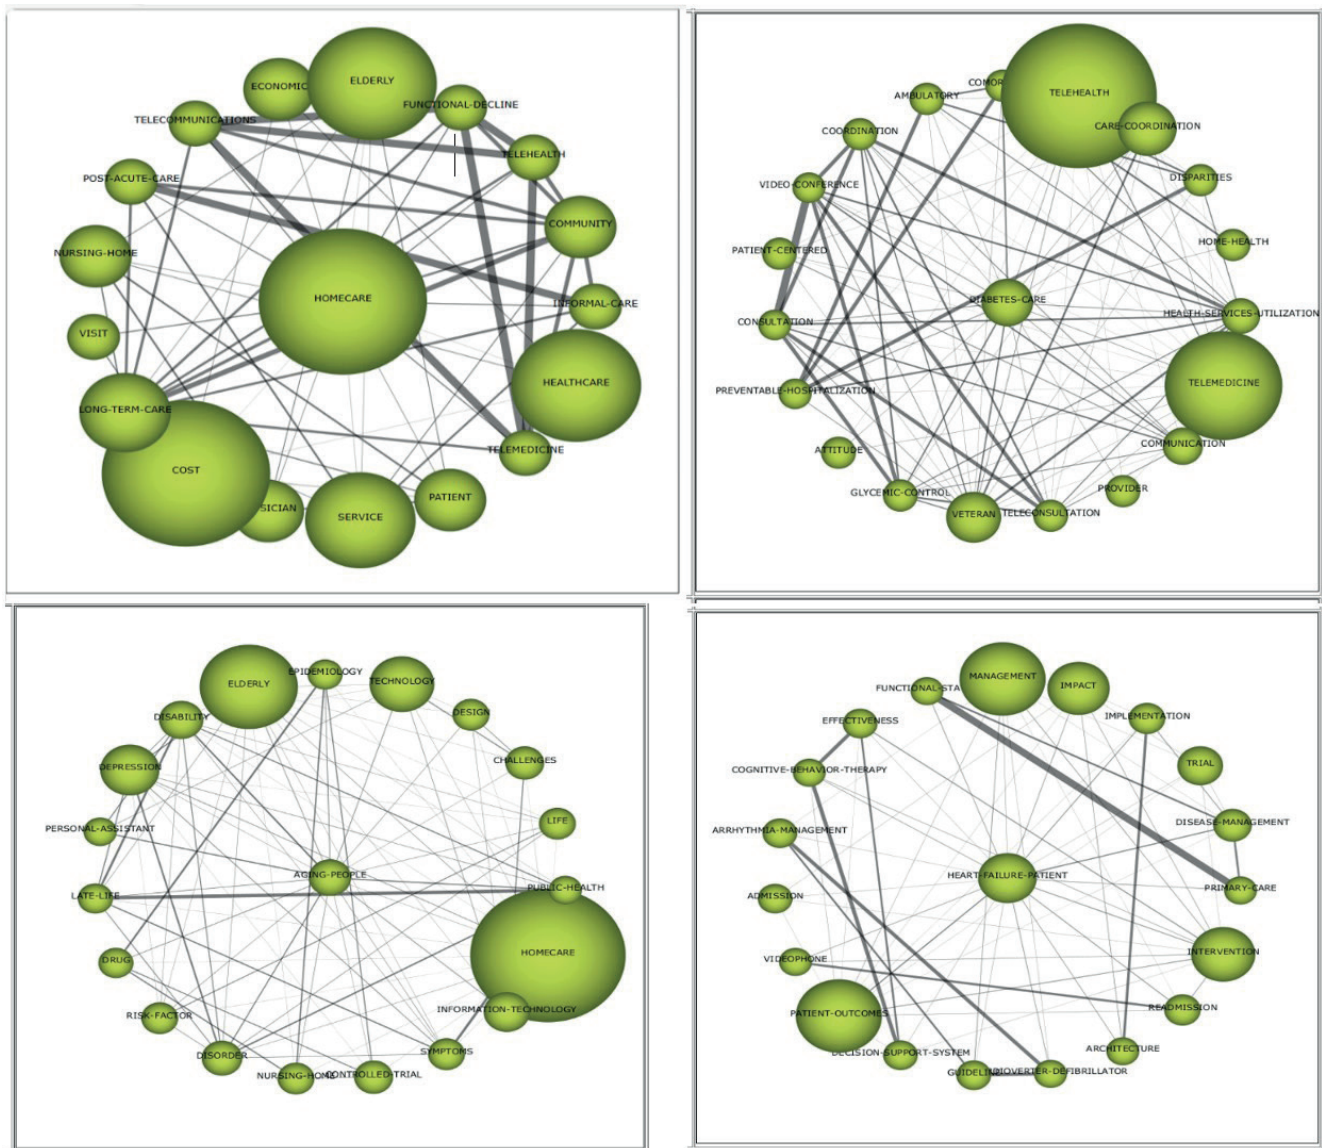 ELDERLY
ECONOMIC
FUNCTIONAL-DECLINE
TELECOMMUNICATIONS
TELEHEALTH
POST-ACUTE-CARE
COMMUNITY
NURSING-HOME
HOMECARE
INFORMAL-CARE
VISIT
HEALTHCARE
LONG-TERM-CARE
TELEMEDICINE
COST
PATIENT
SICIAN
SERVICE
TELEHEALTH
COMOR
AMBULATORY
CARE-COORDINATION
COORDINATION
DISPARITIES
VIDEO-CONFERENCE
HOME-HEALTH
PATIENT-CENTERED
DIABETES-CARE
HEALTH-SERVICES-UTILIZATION
CONSULTATION
TELEMEDICINE
PREVENTABLE-HOSPITALIZATION
COMMUNICATION
ATTITUDE
PROVIDER
GLYCEMIC-CONTROL
VETERAN
TELECONSULTATION
EPIDEMIOLOGY
ELDERLY
TECHNOLOGY
DESIGN
DISABILITY
CHALLENGES
DEPRESSION
LIFE
PERSONAL-ASSISTANT
AGING-PEOPLE
PUBLIC-HEALTH
LATE-LIFE
HOMECARE
DRUG
INFORMATION-TECHNOLOGY
RISK-FACTOR
SYMPTOMS
DISORDER
NURSING-HOME
CONTROLLED-TRIAL
MANAGEMENT
FUNCTIONAL-STA
IMPACT
IMPLEMENTATION
EFFECTIVENESS
TRIAL
COGNITIVE-BEHAVIOR-THERAPY
DISEASE-MANAGEMENT
ARRHYTHMIA-MANAGEMENT
HEART-FAILURE-PATIENT
PRIMARY-CARE
ADMISSION
INTERVENTION
VIDEOPHONE
READMISSION
PATIENT-OUTCOMES
DECISION-SUPPORT-SYSTEM
ARCHITECTURE
GUIDELINE